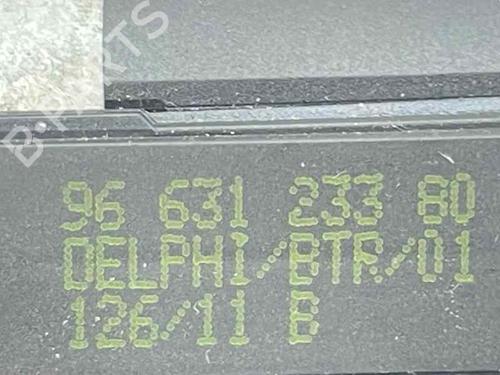 B-PARTS
96 631 233 80
DELPHI/BTR/01
126/11 B